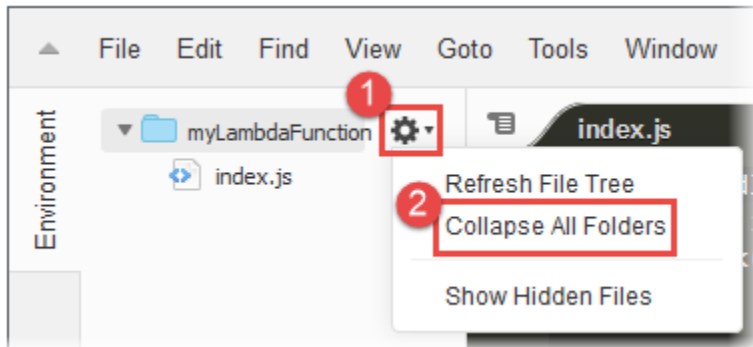 File Edit Find View Goto Tools Window
1
Environment
myLambdaFunction
index.js
index.js
Refresh File Tree
2
Collapse All Folders
Show Hidden Files